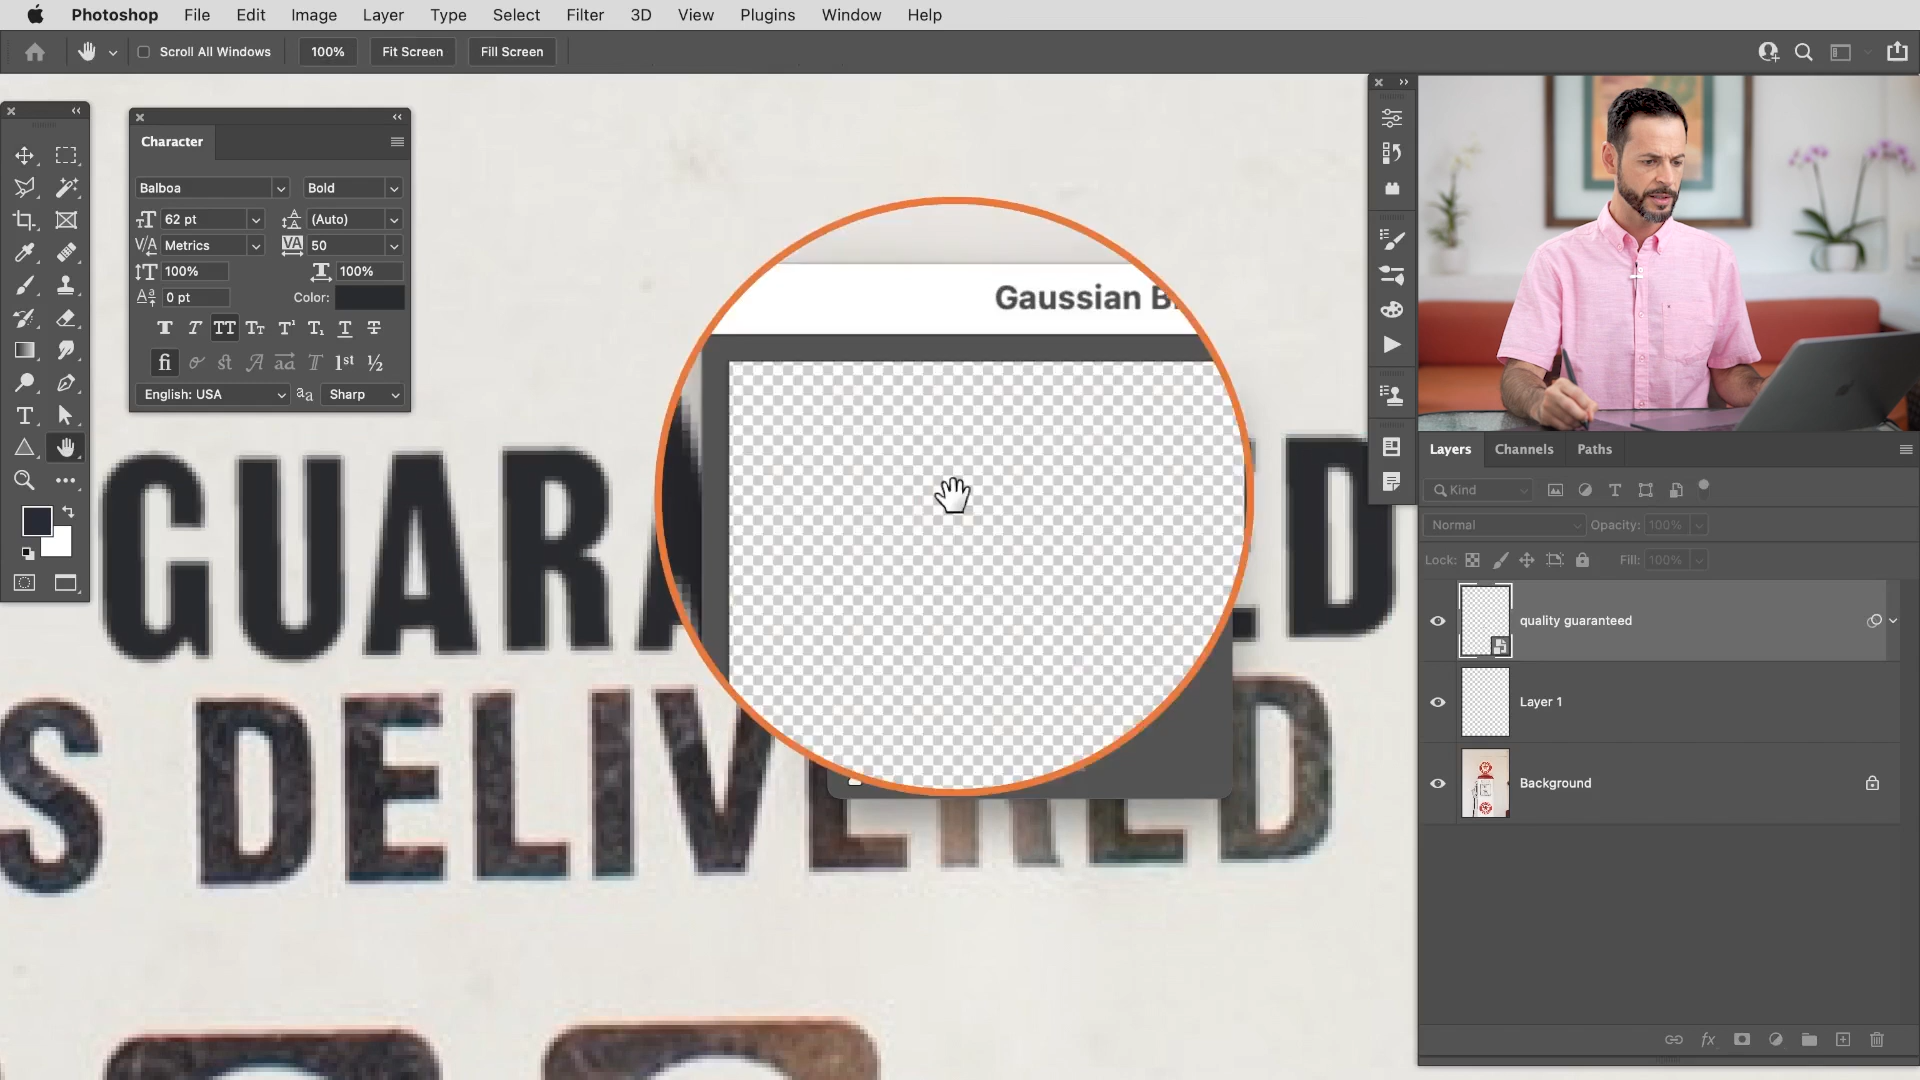 Photoshop File Edit Image Layer Type Select Filter 3D View Plugins Window Help
Scroll All Windows 100% Fit Screen Fill Screen
Character
Balboa Bold
62 pt (Auto)
Metrics 50
100% 100%
0 pt Color:
English: USA Sharp
Gaussian
GUAR
D
S DELIVERED
Layers Channels Paths
Kind
Normal Opacity: 100%
Lock: Fill: 100%
quality guaranteed
Layer 1
Background